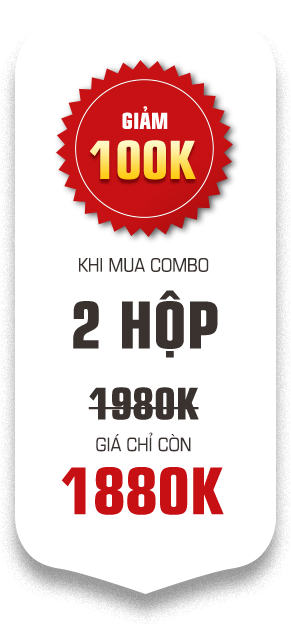 GIẢM
100K
KHI MUA COMBO
2 HỘP
1980K
GIÁ CHỈ CÒN
1880K